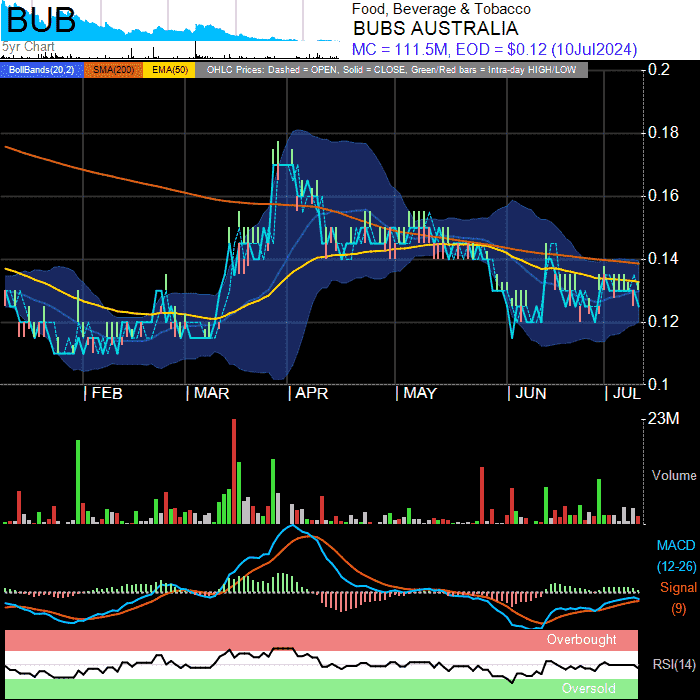 BUB
5yr Chart
Food, Beverage & Tobacco
BUBS AUSTRALIA
MC = 111.5M, EOD = $0.12 (10Jul2024)
BollBands(20,2) SMA(200) EMA(50) OHLC Prices: Dashed = OPEN, Solid = CLOSE, Green/Red bars = Intra-day HIGH/LOW
0.2
0.18
0.16
0.14
0.12
0.1
FEB MAR APR MAY JUN JUL
23M
Volume
MACD
(12-26)
Signal
(9)
Overbought
RSI(14)
Oversold